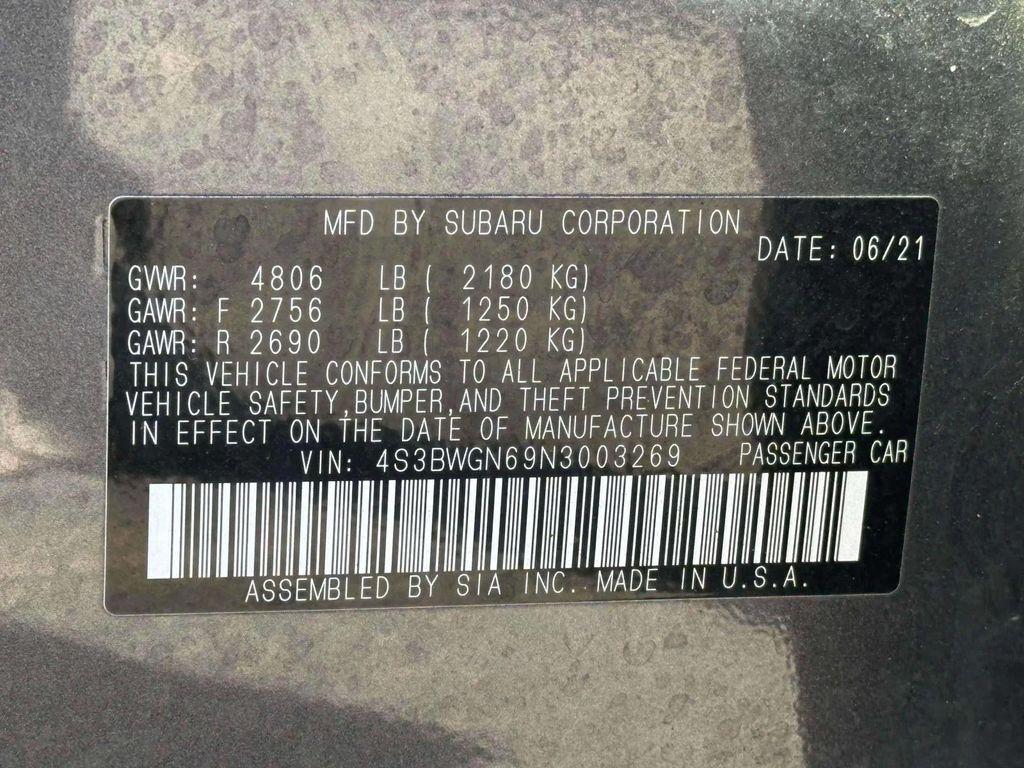 MFD BY SUBARU CORPORATION
DATE: 06/21
GVWR: 4806 LB ( 2180 KG)
GAWR: F 2756 LB ( 1250 KG)
GAWR: R 2690 LB ( 1220 KG)
THIS VEHICLE CONFORMS TO ALL APPLICABLE FEDERAL MOTOR
VEHICLE SAFETY, BUMPER, AND THEFT PREVENTION STANDARDS
IN EFFECT ON THE DATE OF MANUFACTURE SHOWN ABOVE.
VIN: 4S3BWGN69N3003269 PASSENGER CAR
ASSEMBLED BY SIA INC. MADE IN U.S.A.